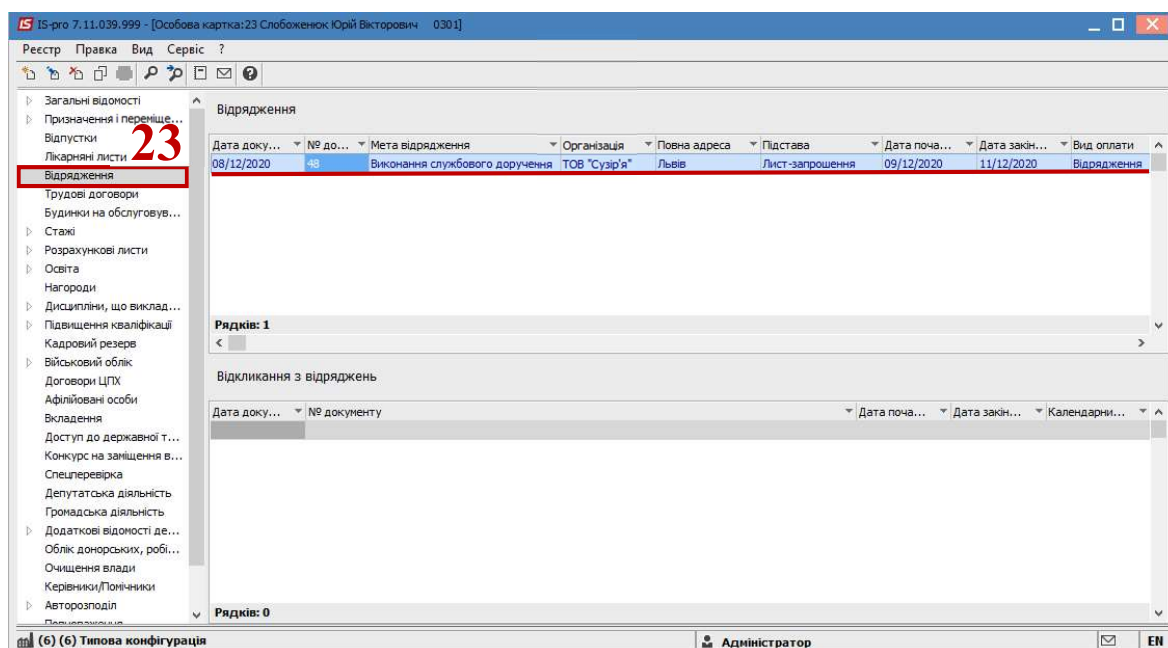 IS-pro 7.11.039.999 - [Особова картка:23 Слобоженюк Юрій Вікторович 0301]
Реєстр Правка Вид Сервіс ?
Загальні відомості
Призначення і переміще...
Відпустки
Лікарняні листи
23
Відрядження
Трудові договори
Будинки на обслуговув...
Стажі
Розрахункові листи
Освіта
Нагороди
Дисципліни, що виклад...
Підвищення кваліфікації
Кадровий резерв
Військовий облік
Договори ЦПХ
Афілійовані особи
Вкладення
Доступ до державної т...
Конкурс на заміщення в...
Спецперевірка
Депутатська діяльність
Громадська діяльність
Додаткові відомості де...
Облік донорських, робі...
Очищення влади
Керівники/Помічники
Авторозподіл
Відрядження
Дата доку... № до... Мета відрядження Організація Повна адреса Підстава Дата поча... Дата закін... Вид оплати
08/12/2020 48 Виконання службового доручення ТОВ "Сузір'я" Львів Лист-запрошення 09/12/2020 11/12/2020 Відрядження
Рядків: 1
Відкликання з відряджень
Дата доку... № документу Дата поча... Дата закін... Календарни...
Рядків: 0
(6) (6) Типова конфігурація Адміністратор EN